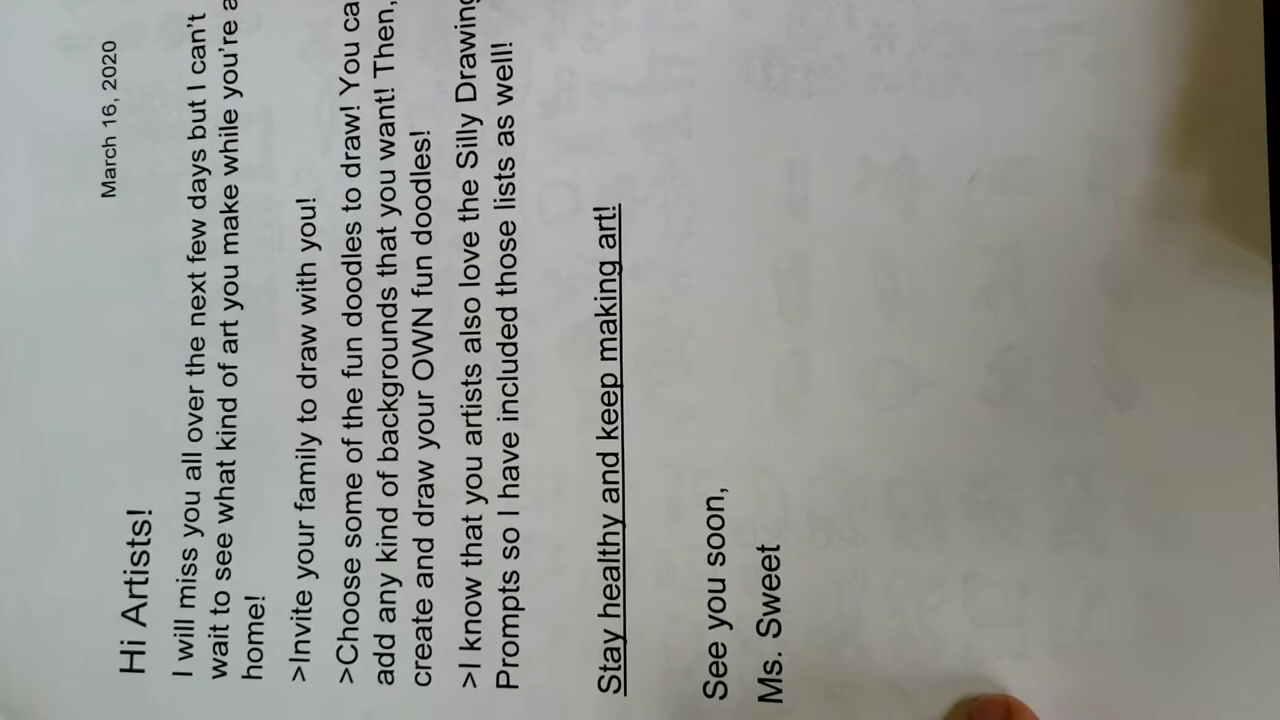 March 16, 2020
Hi Artists!
I will miss you all over the next few days but I can't
wait to see what kind of art you make while you're a
home!
>Invite your family to draw with you!
>Choose some of the fun doodles to draw! You ca
add any kind of backgrounds that you want! Then,
create and draw your OWN fun doodles!
>I know that you artists also love the Silly Drawing
Prompts so I have included those lists as well!
Stay healthy and keep making art!
See you soon,
Ms. Sweet